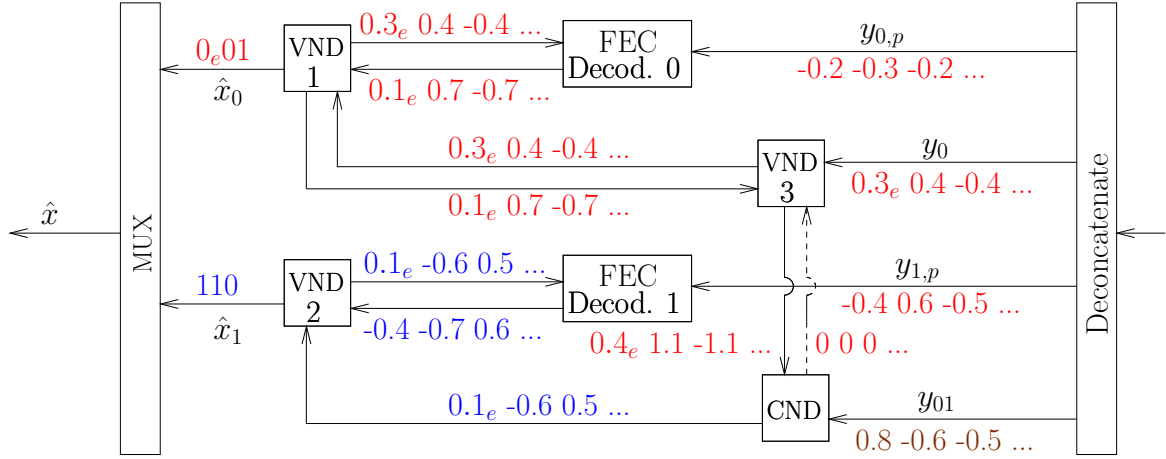 VND
1
0.3e 0.4 -0.4 ...
FEC
Decod. 0
y0,p
-0.2 -0.3 -0.2 ...
0e01
x̂0
0.1e 0.7 -0.7 ...
0.3e 0.4 -0.4 ...
VND
3
y0
0.3e 0.4 -0.4 ...
0.1e 0.7 -0.7 ...
x̂
MUX
Deconcatenate
110
x̂1
VND
2
0.1e -0.6 0.5 ...
FEC
Decod. 1
y1,p
-0.4 0.6 -0.5 ...
-0.4 -0.7 0.6 ...
0.4e 1.1 -1.1 ...
0 0 0 ...
0.1e -0.6 0.5 ...
CND
y01
0.8 -0.6 -0.5 ...